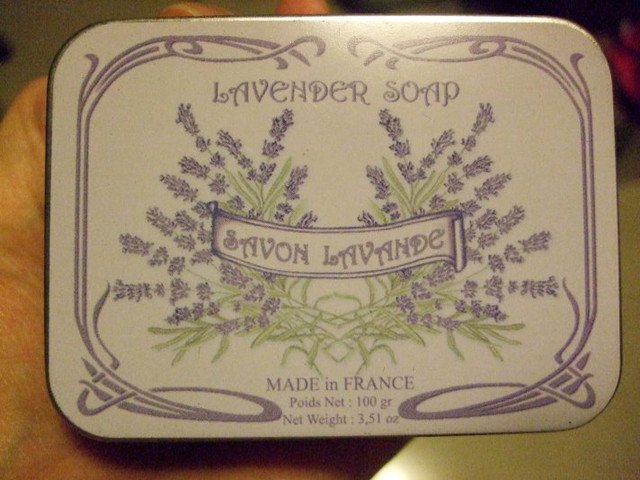 LAVENDER SOAP
SAVON LAVANDE
MADE in FRANCE
Poids Net : 100 gr
Net Weight : 3,51 oz